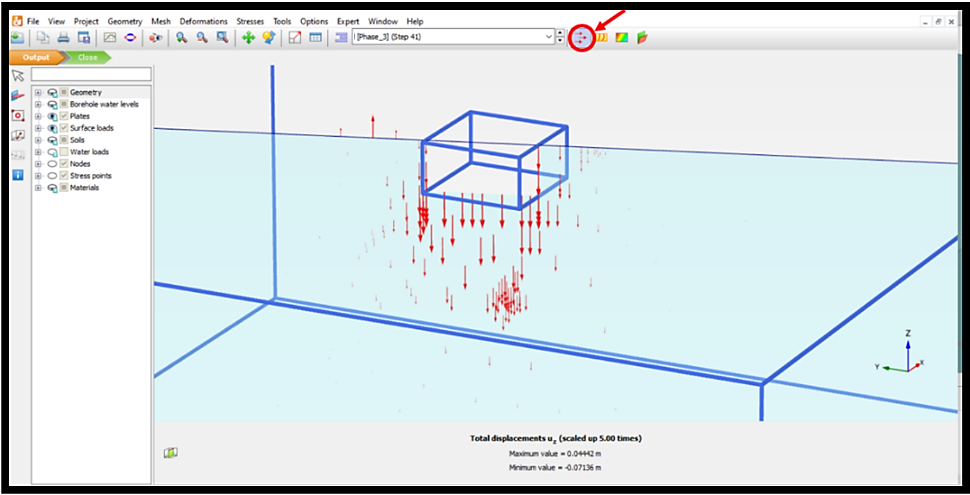 File View Project Geometry Mesh Deformations Stresses Tools Options Expert Window Help
[Phase_3] (Step 41)
Output Close
Geometry
Borehole water levels
Plates
Surface loads
Soils
Water loads
Nodes
Stress points
Materials
Z
Y X
Total displacements uz (scaled up 5.00 times)
Maximum value = 0.04442 m
Minimum value = -0.07136 m